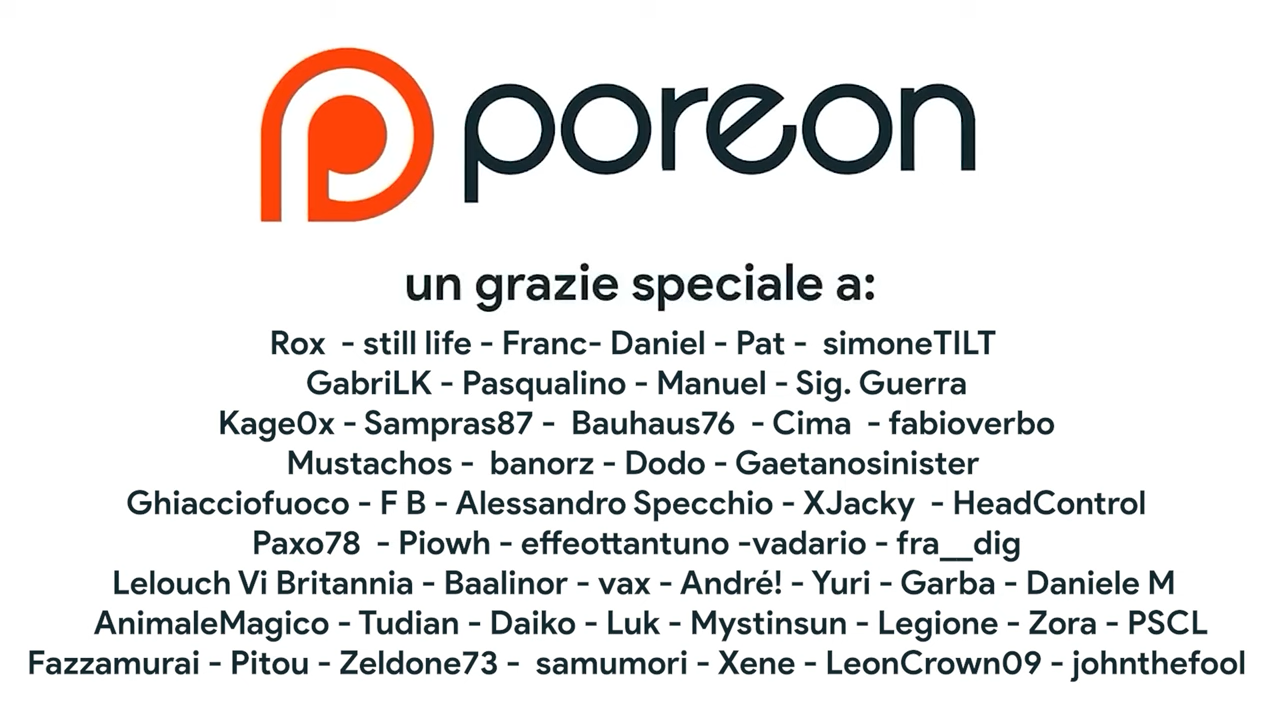 poreon
un grazie speciale a:
Rox - still life - Franc- Daniel - Pat - simoneTILT
GabriLK - Pasqualino - Manuel - Sig. Guerra
Kage0x - Sampras87 - Bauhaus76 - Cima - fabioverbo
Mustachos - banorz - Dodo - Gaetanosinister
Ghiacciofuoco - F B - Alessandro Specchio - XJacky - HeadControl
Paxo78 - Piowh - effeottantuno -vadario - fra__dig
Lelouch Vi Britannia - Baalinor - vax - André! - Yuri - Garba - Daniele M
AnimaleMagico - Tudian - Daiko - Luk - Mystinsun - Legione - Zora - PSCL
Fazzamurai - Pitou - Zeldone73 - samumori - Xene - LeonCrown09 - johnthefool